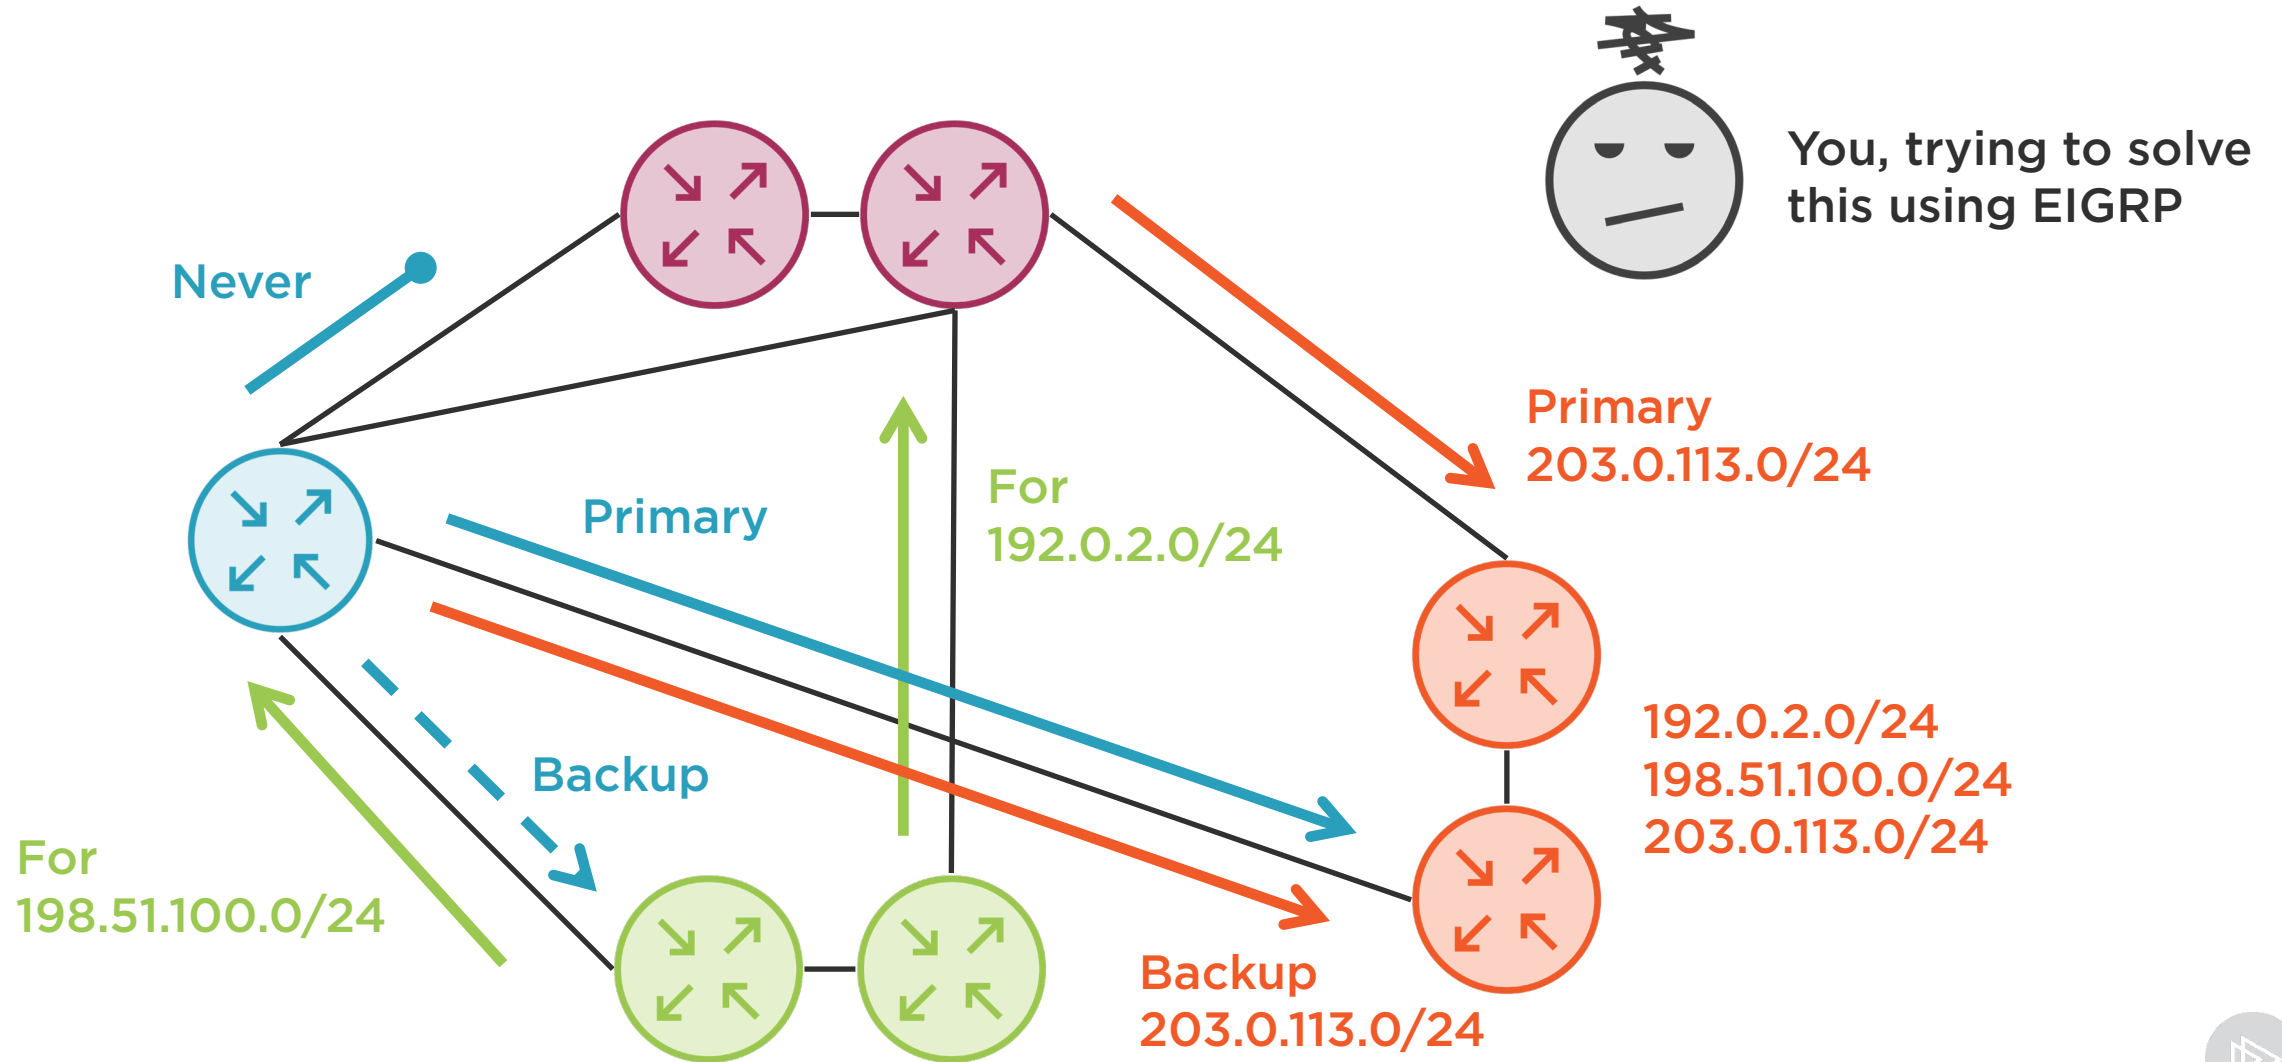 You, trying to solve
this using EIGRP
Never
Primary
203.0.113.0/24
Primary
For
192.0.2.0/24
192.0.2.0/24
198.51.100.0/24
203.0.113.0/24
Backup
For
198.51.100.0/24
Backup
203.0.113.0/24